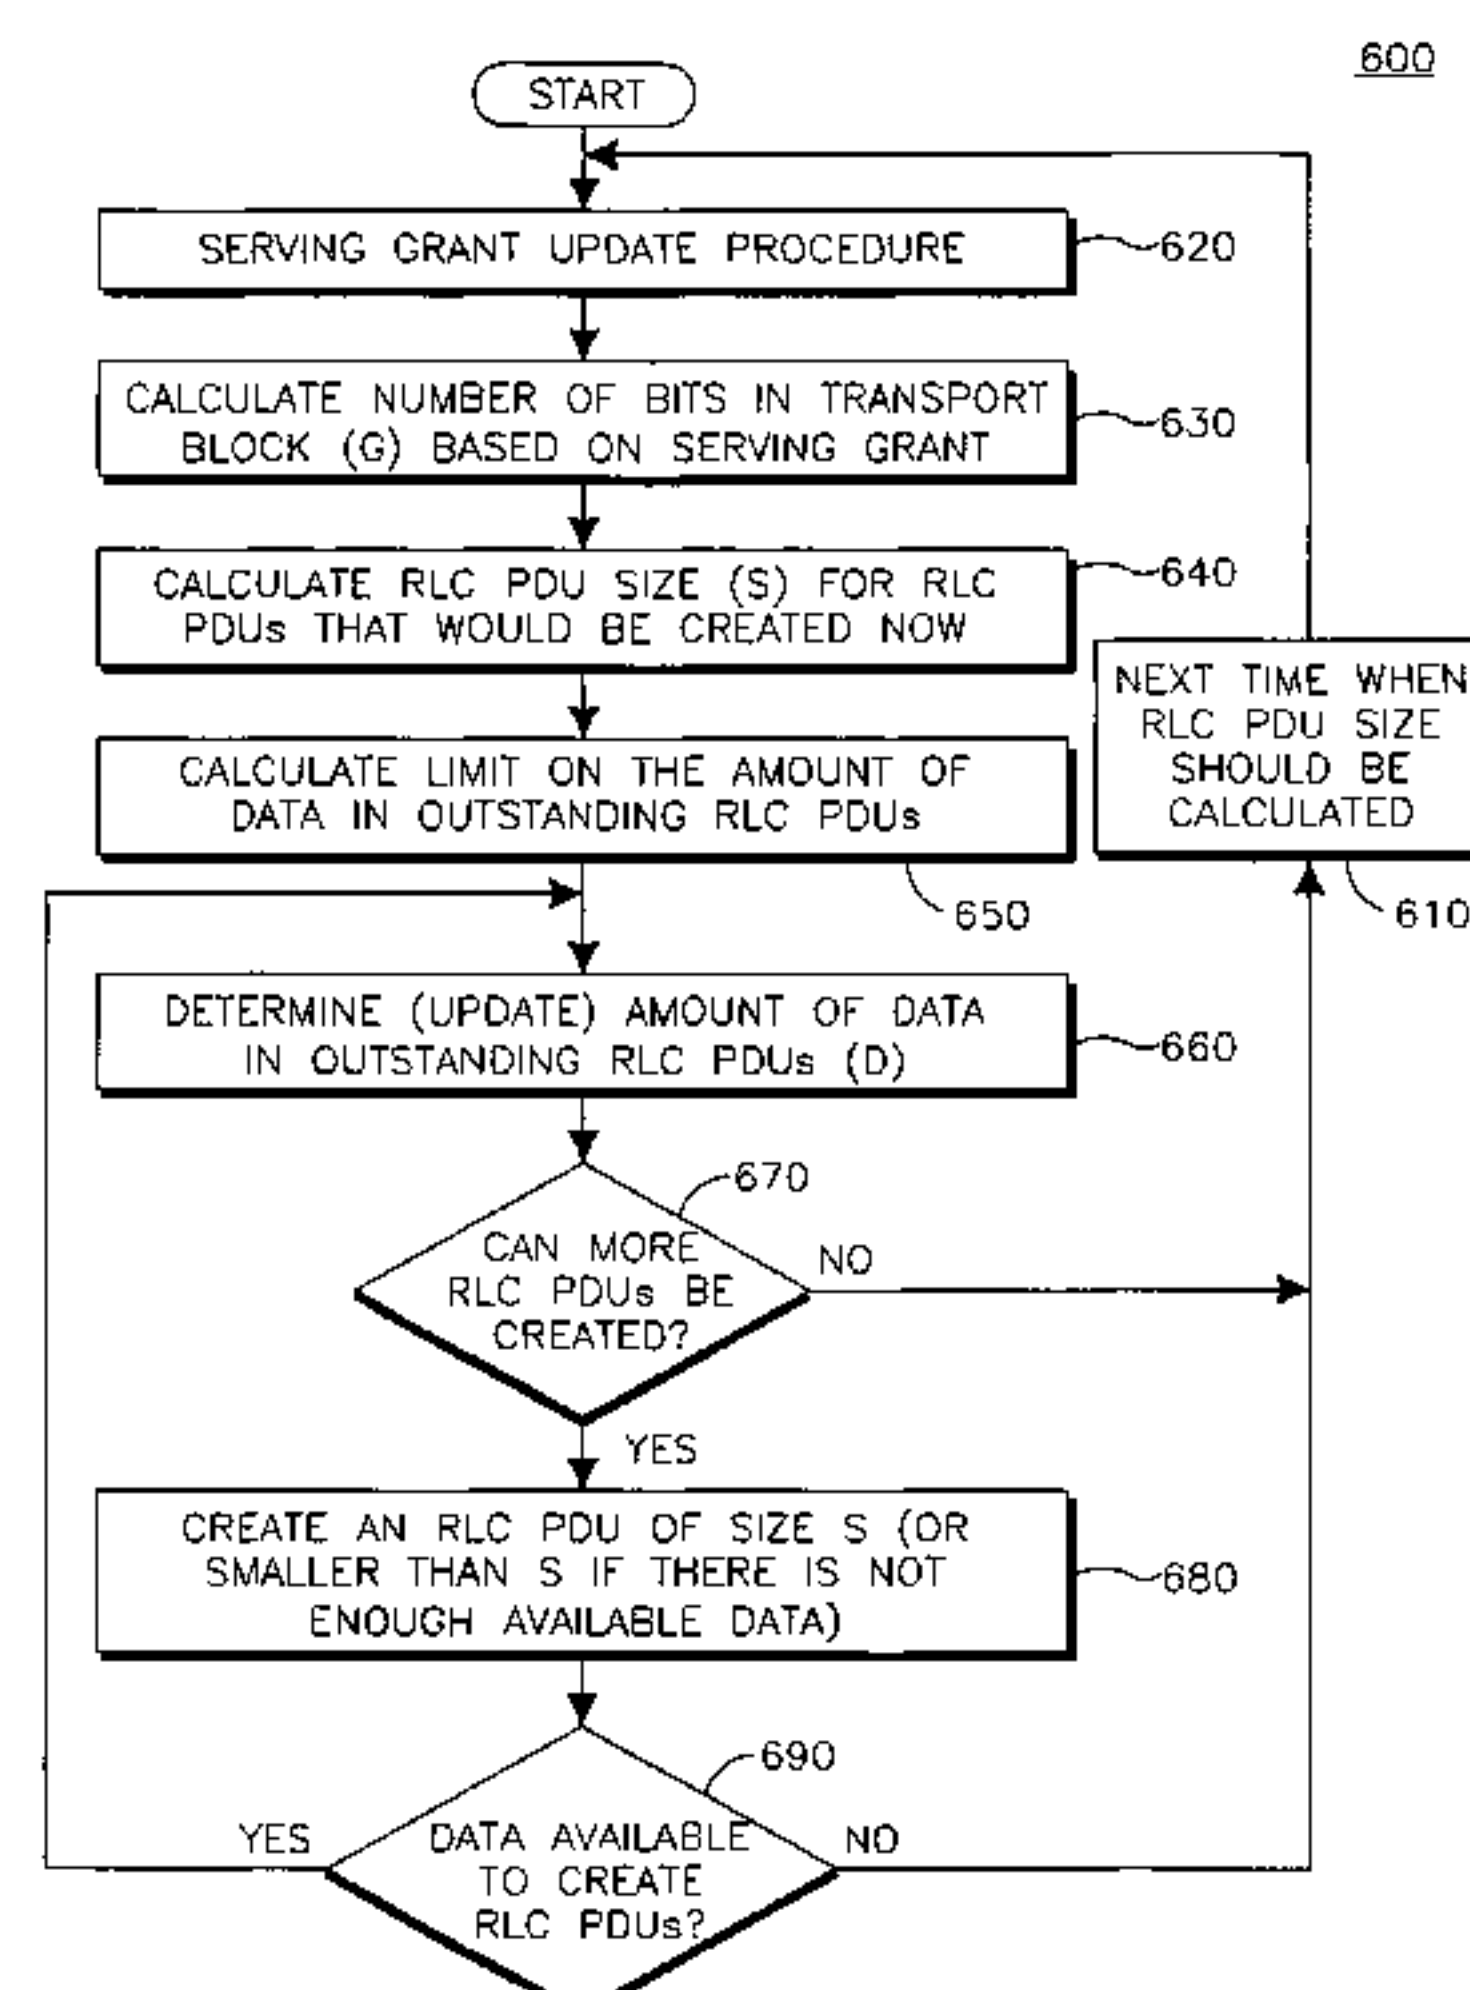 600
START
SERVING GRANT UPDATE PROCEDURE
620
CALCULATE NUMBER OF BITS IN TRANSPORT
BLOCK (G) BASED ON SERVING GRANT
630
CALCULATE RLC PDU SIZE (S) FOR RLC
PDUs THAT WOULD BE CREATED NOW
640
NEXT TIME WHEN
RLC PDU SIZE
SHOULD BE
CALCULATED
610
CALCULATE LIMIT ON THE AMOUNT OF
DATA IN OUTSTANDING RLC PDUs
650
DETERMINE (UPDATE) AMOUNT OF DATA
IN OUTSTANDING RLC PDUs (D)
660
670
CAN MORE
RLC PDUs BE
CREATED?
NO
YES
CREATE AN RLC PDU OF SIZE S (OR
SMALLER THAN S IF THERE IS NOT
ENOUGH AVAILABLE DATA)
680
690
YES
DATA AVAILABLE
TO CREATE
RLC PDUs?
NO